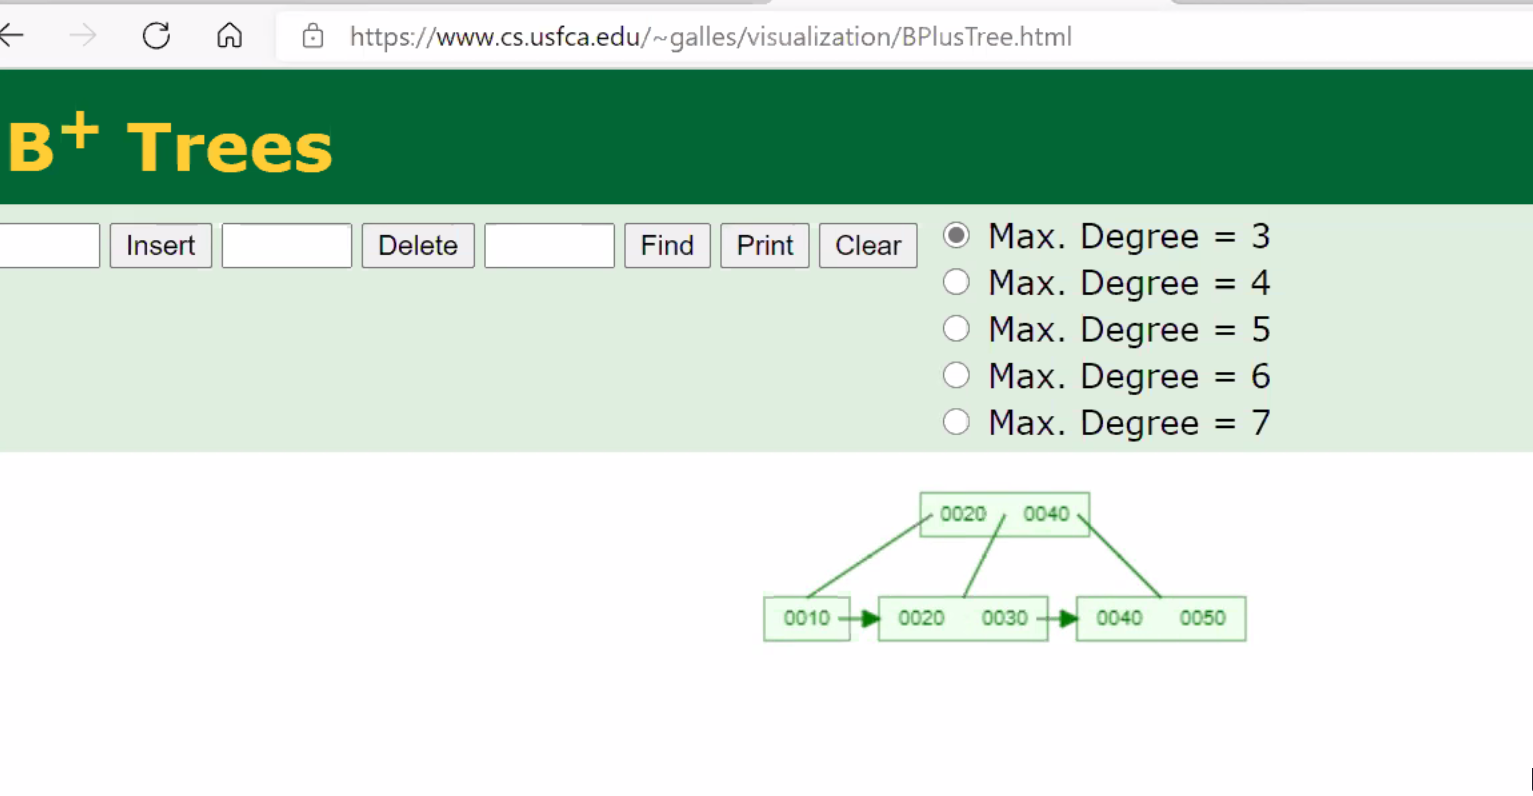 https://www.cs.usfca.edu/~galles/visualization/BPlusTree.html
B+ Trees
Insert Delete Find Print Clear
Max. Degree = 3
Max. Degree = 4
Max. Degree = 5
Max. Degree = 6
Max. Degree = 7
0020 0040
0010 0020 0030 0040 0050